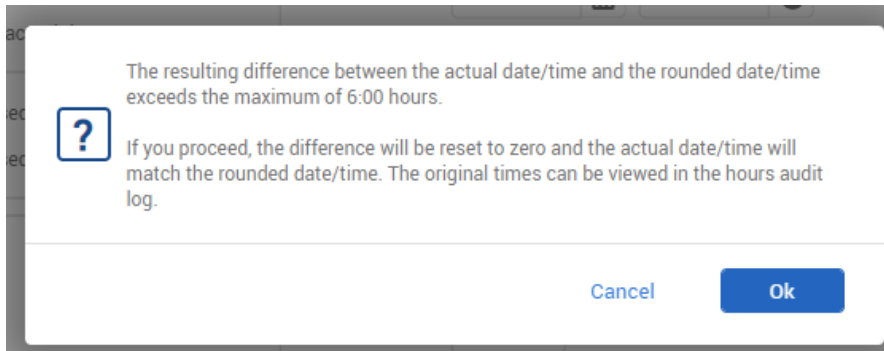 The resulting difference between the actual date/time and the rounded date/time
exceeds the maximum of 6:00 hours.
?
If you proceed, the difference will be reset to zero and the actual date/time will
match the rounded date/time. The original times can be viewed in the hours audit
log.
Cancel
Ok